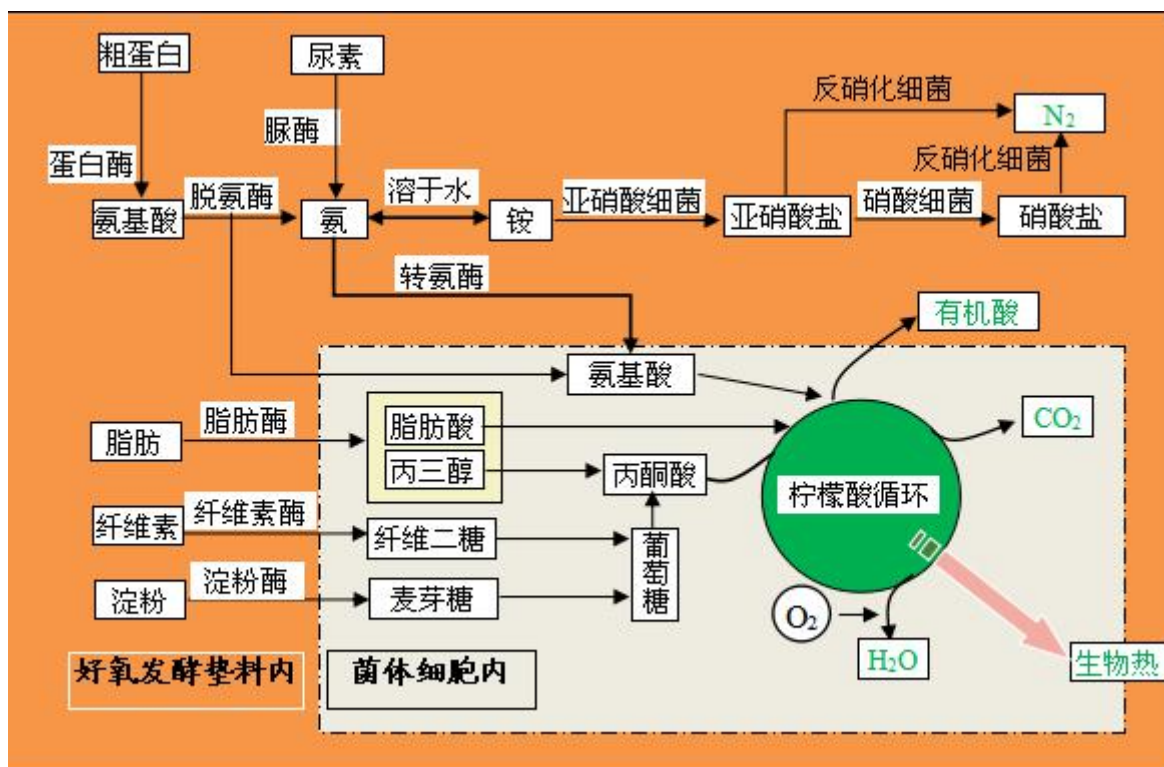 粗蛋白
尿素
反硝化细菌
N₂
脲酶
蛋白酶
反硝化细菌
脱氨酶
溶于水
亚硝酸细菌
硝酸细菌
氨基酸
氨
铵
亚硝酸盐
硝酸盐
转氨酶
有机酸
氨基酸
脂肪酶
脂肪
脂肪酸
CO₂
丙三醇
丙酮酸
柠檬酸循环
纤维素酶
纤维素
纤维二糖
葡萄糖
淀粉酶
淀粉
麦芽糖
O₂
H₂O
生物热
好氧发酵垫料内
菌体细胞内